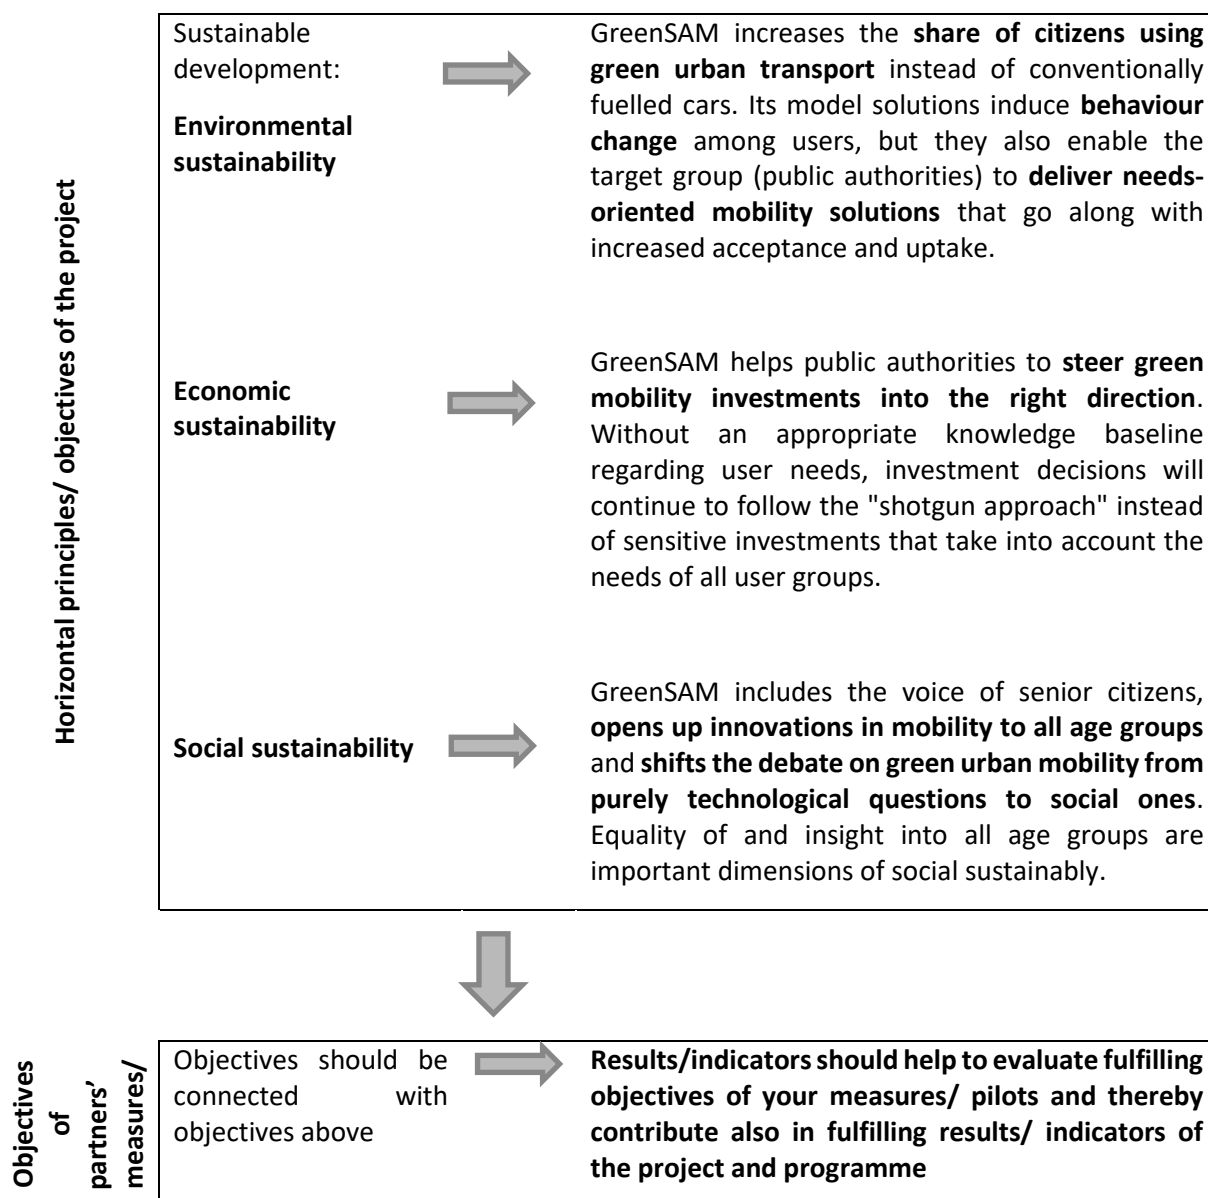 Horizontal principles/ objectives of the project
Sustainable
development:
Environmental
sustainability
GreenSAM increases the share of citizens using
green urban transport instead of conventionally
fuelled cars. Its model solutions induce behaviour
change among users, but they also enable the
target group (public authorities) to deliver needs-
oriented mobility solutions that go along with
increased acceptance and uptake.
Economic
sustainability
GreenSAM helps public authorities to steer green
mobility investments into the right direction.
Without an appropriate knowledge baseline
regarding user needs, investment decisions will
continue to follow the "shotgun approach" instead
of sensitive investments that take into account the
needs of all user groups.
Social sustainability
GreenSAM includes the voice of senior citizens,
opens up innovations in mobility to all age groups
and shifts the debate on green urban mobility from
purely technological questions to social ones.
Equality of and insight into all age groups are
important dimensions of social sustainably.
Objectives
of
partners’
measures/
Objectives should be
connected with
objectives above
Results/indicators should help to evaluate fulfilling
objectives of your measures/ pilots and thereby
contribute also in fulfilling results/ indicators of
the project and programme